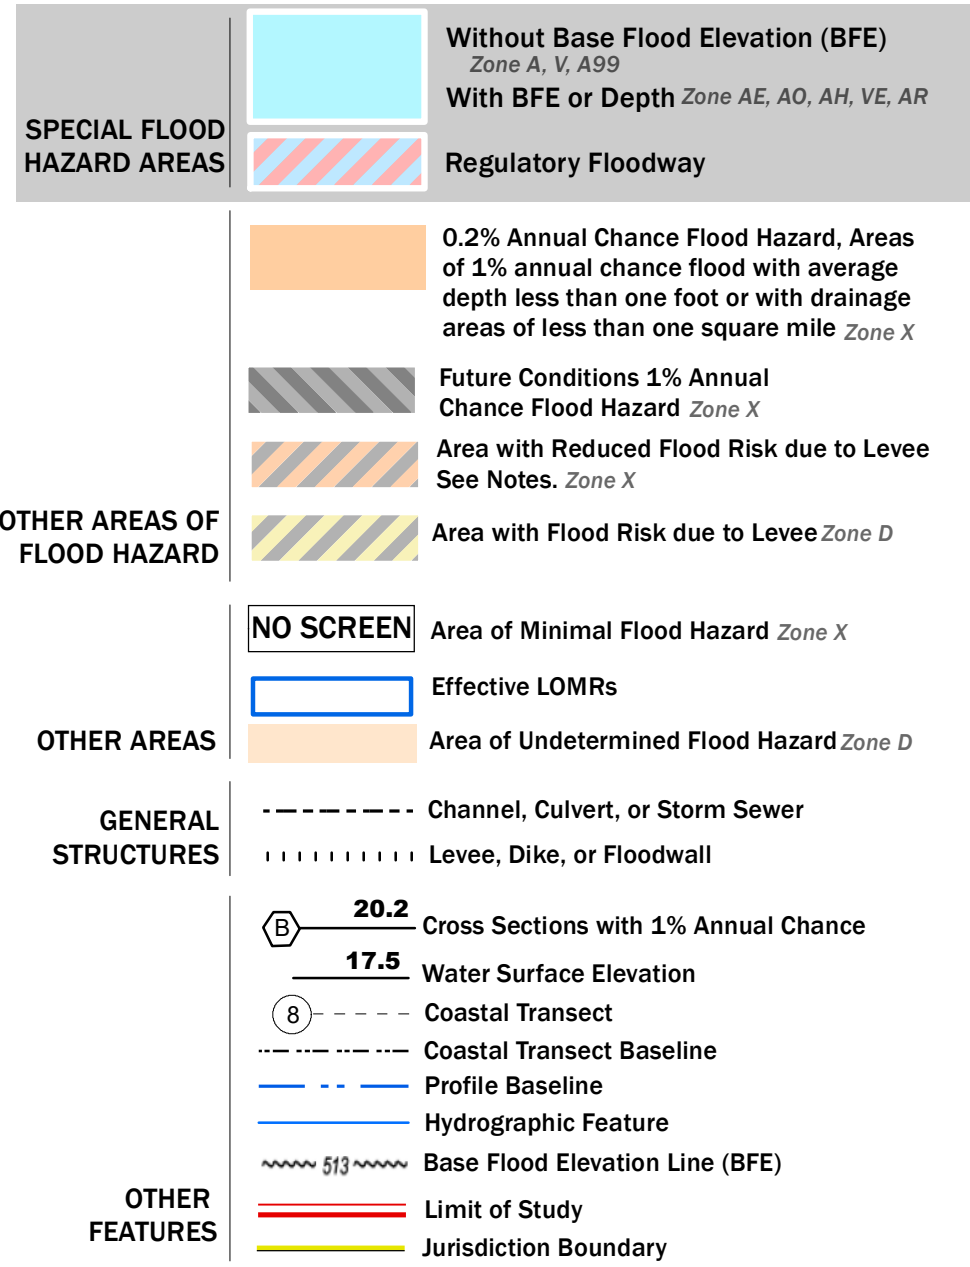 SPECIAL FLOOD
HAZARD AREAS
Without Base Flood Elevation (BFE)
Zone A, V, A99
With BFE or Depth Zone AE, AO, AH, VE, AR
Regulatory Floodway
OTHER AREAS OF
FLOOD HAZARD
0.2% Annual Chance Flood Hazard, Areas
of 1% annual chance flood with average
depth less than one foot or with drainage
areas of less than one square mile Zone X
Future Conditions 1% Annual
Chance Flood Hazard Zone X
Area with Reduced Flood Risk due to Levee
See Notes. Zone X
Area with Flood Risk due to Levee Zone D
OTHER AREAS
NO SCREEN Area of Minimal Flood Hazard Zone X
Effective LOMRs
Area of Undetermined Flood Hazard Zone D
GENERAL
STRUCTURES
Channel, Culvert, or Storm Sewer
Levee, Dike, or Floodwall
OTHER
FEATURES
B 20.2 Cross Sections with 1% Annual Chance
17.5 Water Surface Elevation
8 Coastal Transect
Coastal Transect Baseline
Profile Baseline
Hydrographic Feature
513 Base Flood Elevation Line (BFE)
Limit of Study
Jurisdiction Boundary